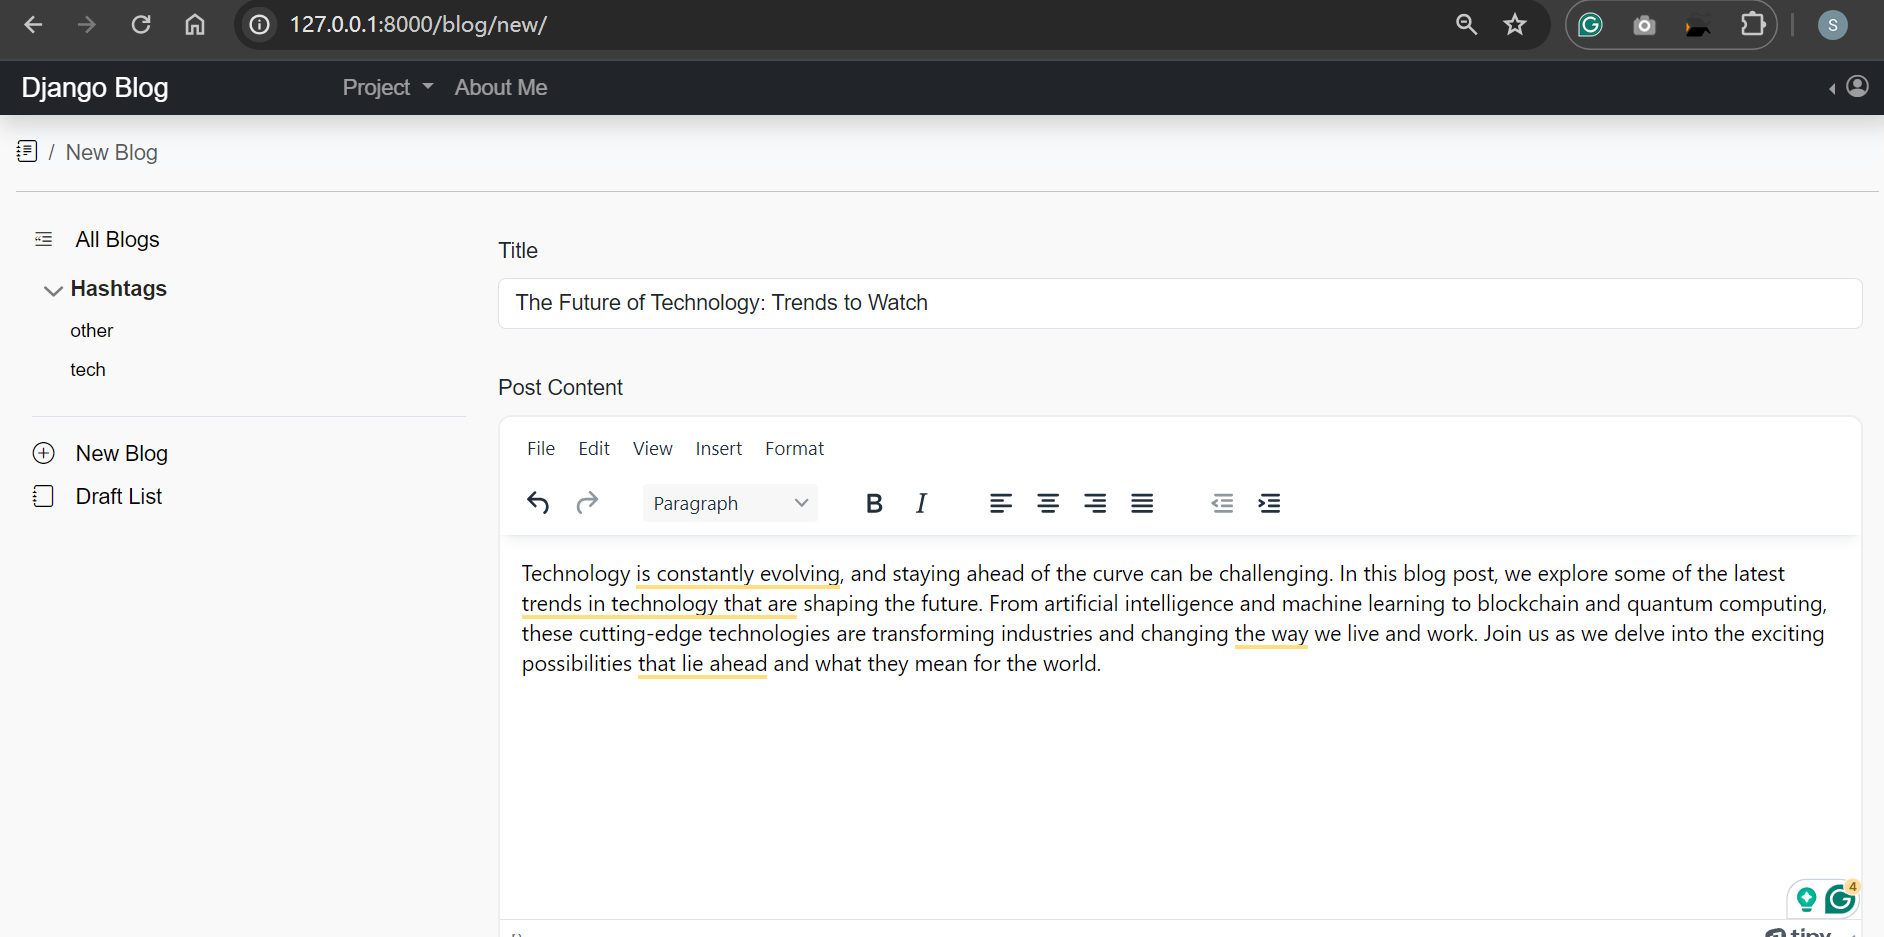 127.0.0.1:8000/blog/new/
S
Django Blog
Project
About Me
/ New Blog
All Blogs
Hashtags
other
tech
New Blog
Draft List
Title
The Future of Technology: Trends to Watch
Post Content
File Edit View Insert Format
Paragraph
B I
Technology is constantly evolving, and staying ahead of the curve can be challenging. In this blog post, we explore some of the latest
trends in technology that are shaping the future. From artificial intelligence and machine learning to blockchain and quantum computing,
these cutting-edge technologies are transforming industries and changing the way we live and work. Join us as we delve into the exciting
possibilities that lie ahead and what they mean for the world.
4
tiny